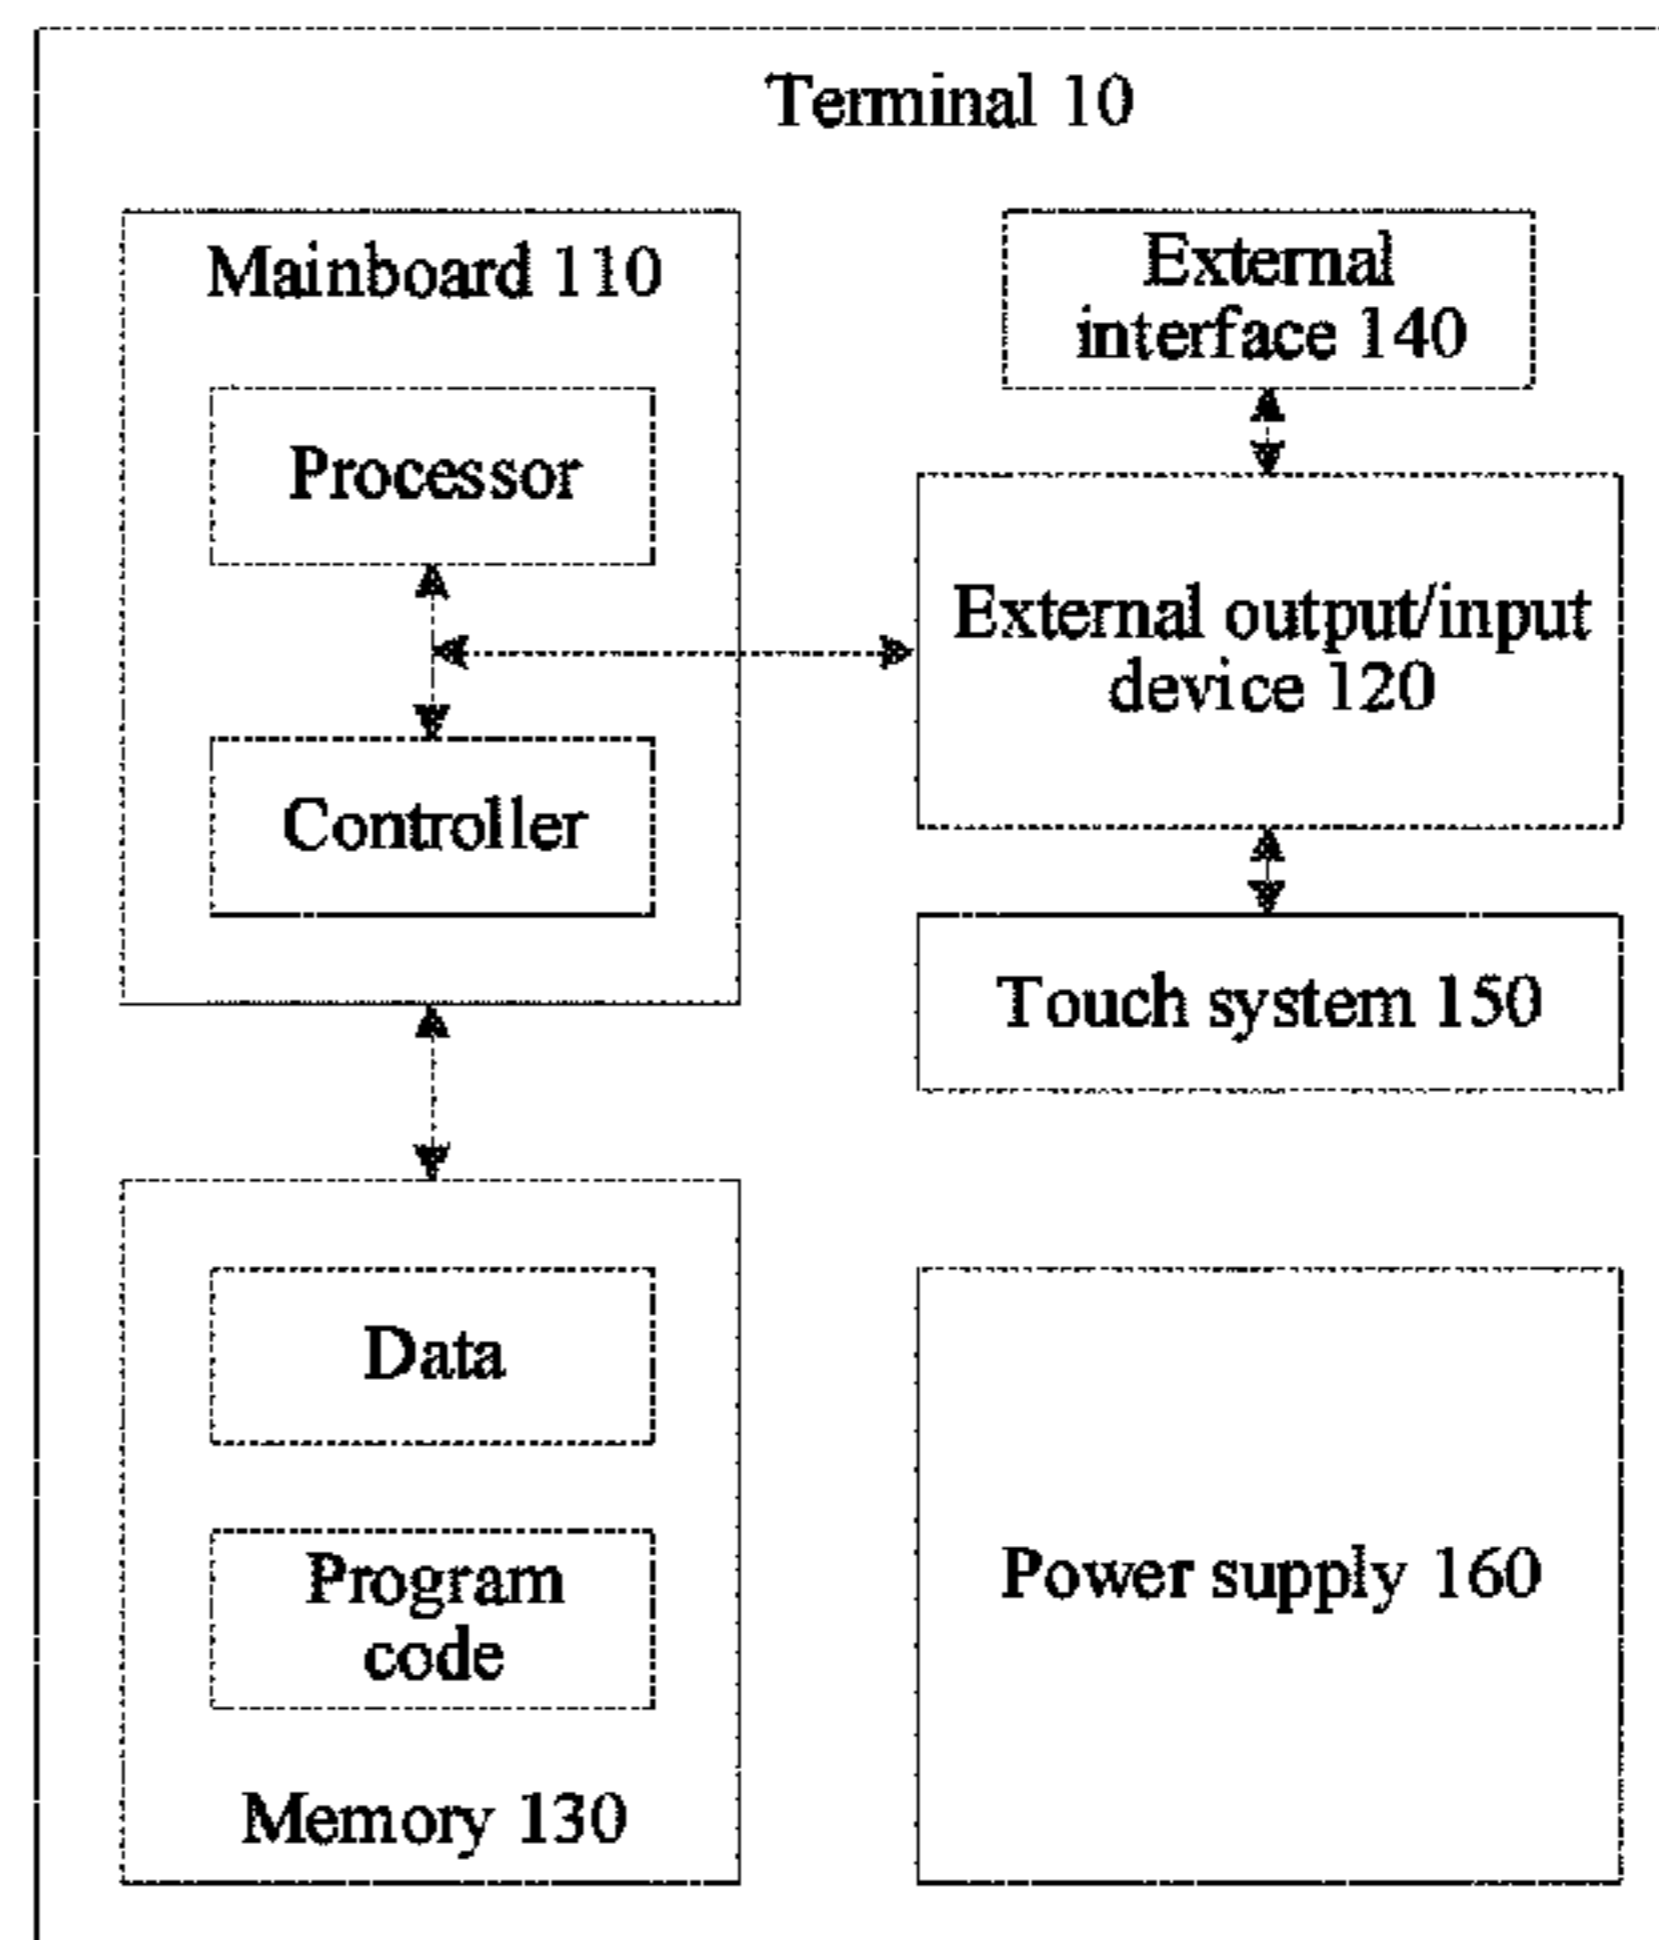 Terminal 10
Mainboard 110
Processor
Controller
External
interface 140
External output/input
device 120
Touch system 150
Data
Program
code
Memory 130
Power supply 160